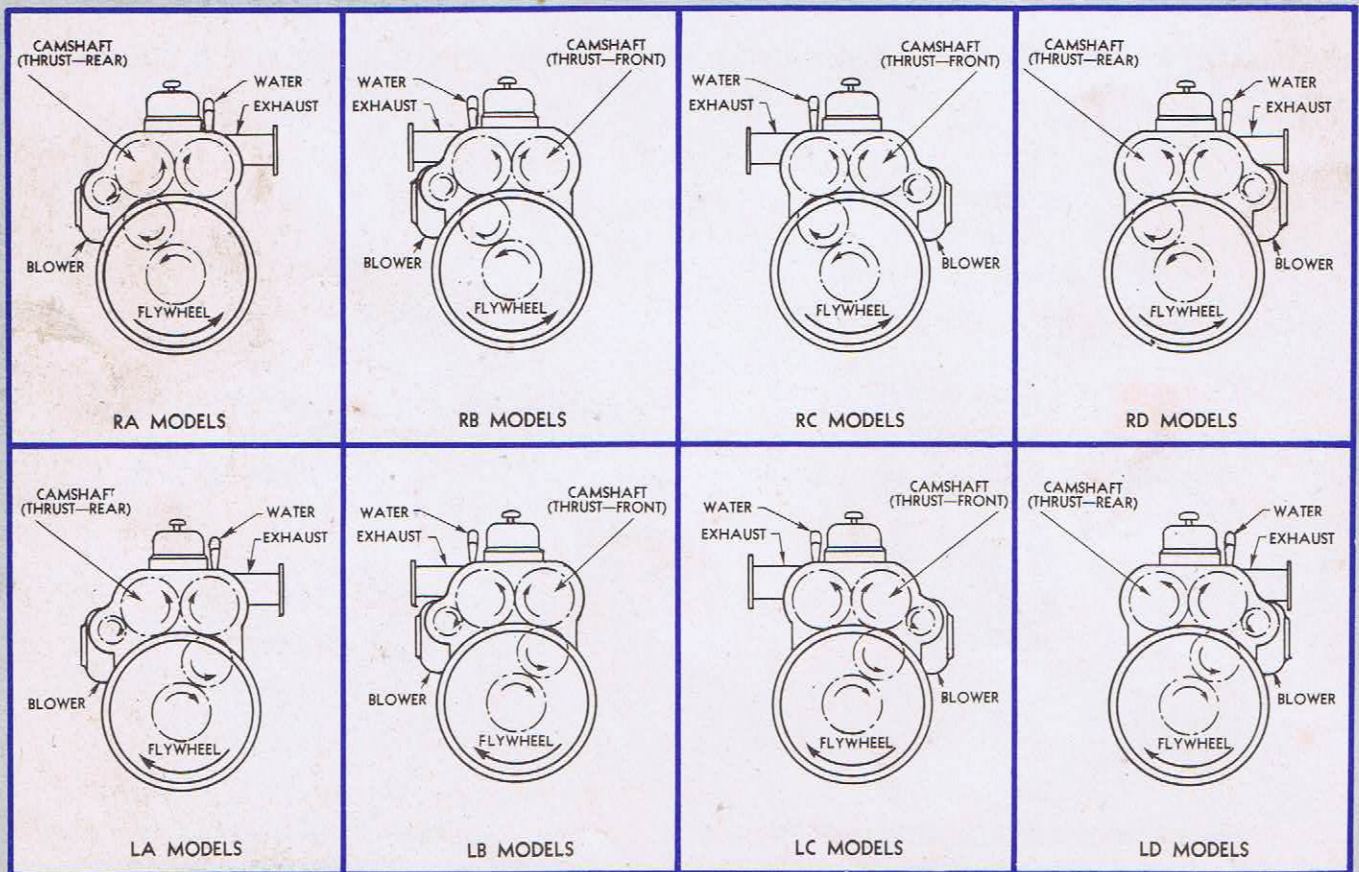 CAMSHAFT
(THRUST—REAR)
WATER
EXHAUST
BLOWER
FLYWHEEL
RA MODELS
CAMSHAFT
(THRUST—FRONT)
WATER
EXHAUST
BLOWER
FLYWHEEL
RB MODELS
CAMSHAFT
(THRUST—FRONT)
WATER
EXHAUST
BLOWER
FLYWHEEL
RC MODELS
CAMSHAFT
(THRUST—REAR)
WATER
EXHAUST
BLOWER
FLYWHEEL
RD MODELS
CAMSHAFT
(THRUST—REAR)
WATER
EXHAUST
BLOWER
FLYWHEEL
LA MODELS
CAMSHAFT
(THRUST—FRONT)
WATER
EXHAUST
BLOWER
FLYWHEEL
LB MODELS
CAMSHAFT
(THRUST—FRONT)
WATER
EXHAUST
BLOWER
FLYWHEEL
LC MODELS
CAMSHAFT
(THRUST—REAR)
WATER
EXHAUST
BLOWER
FLYWHEEL
LD MODELS